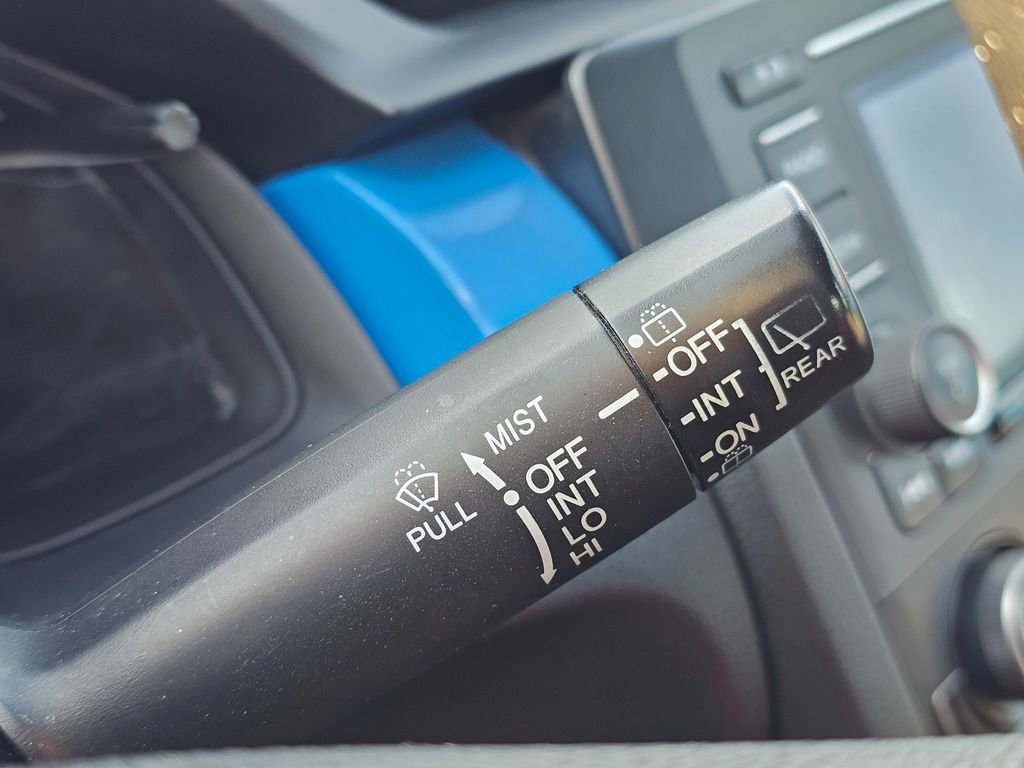 MIST
OFF
INT
LO
HI
PULL
OFF
INT
ON
REAR